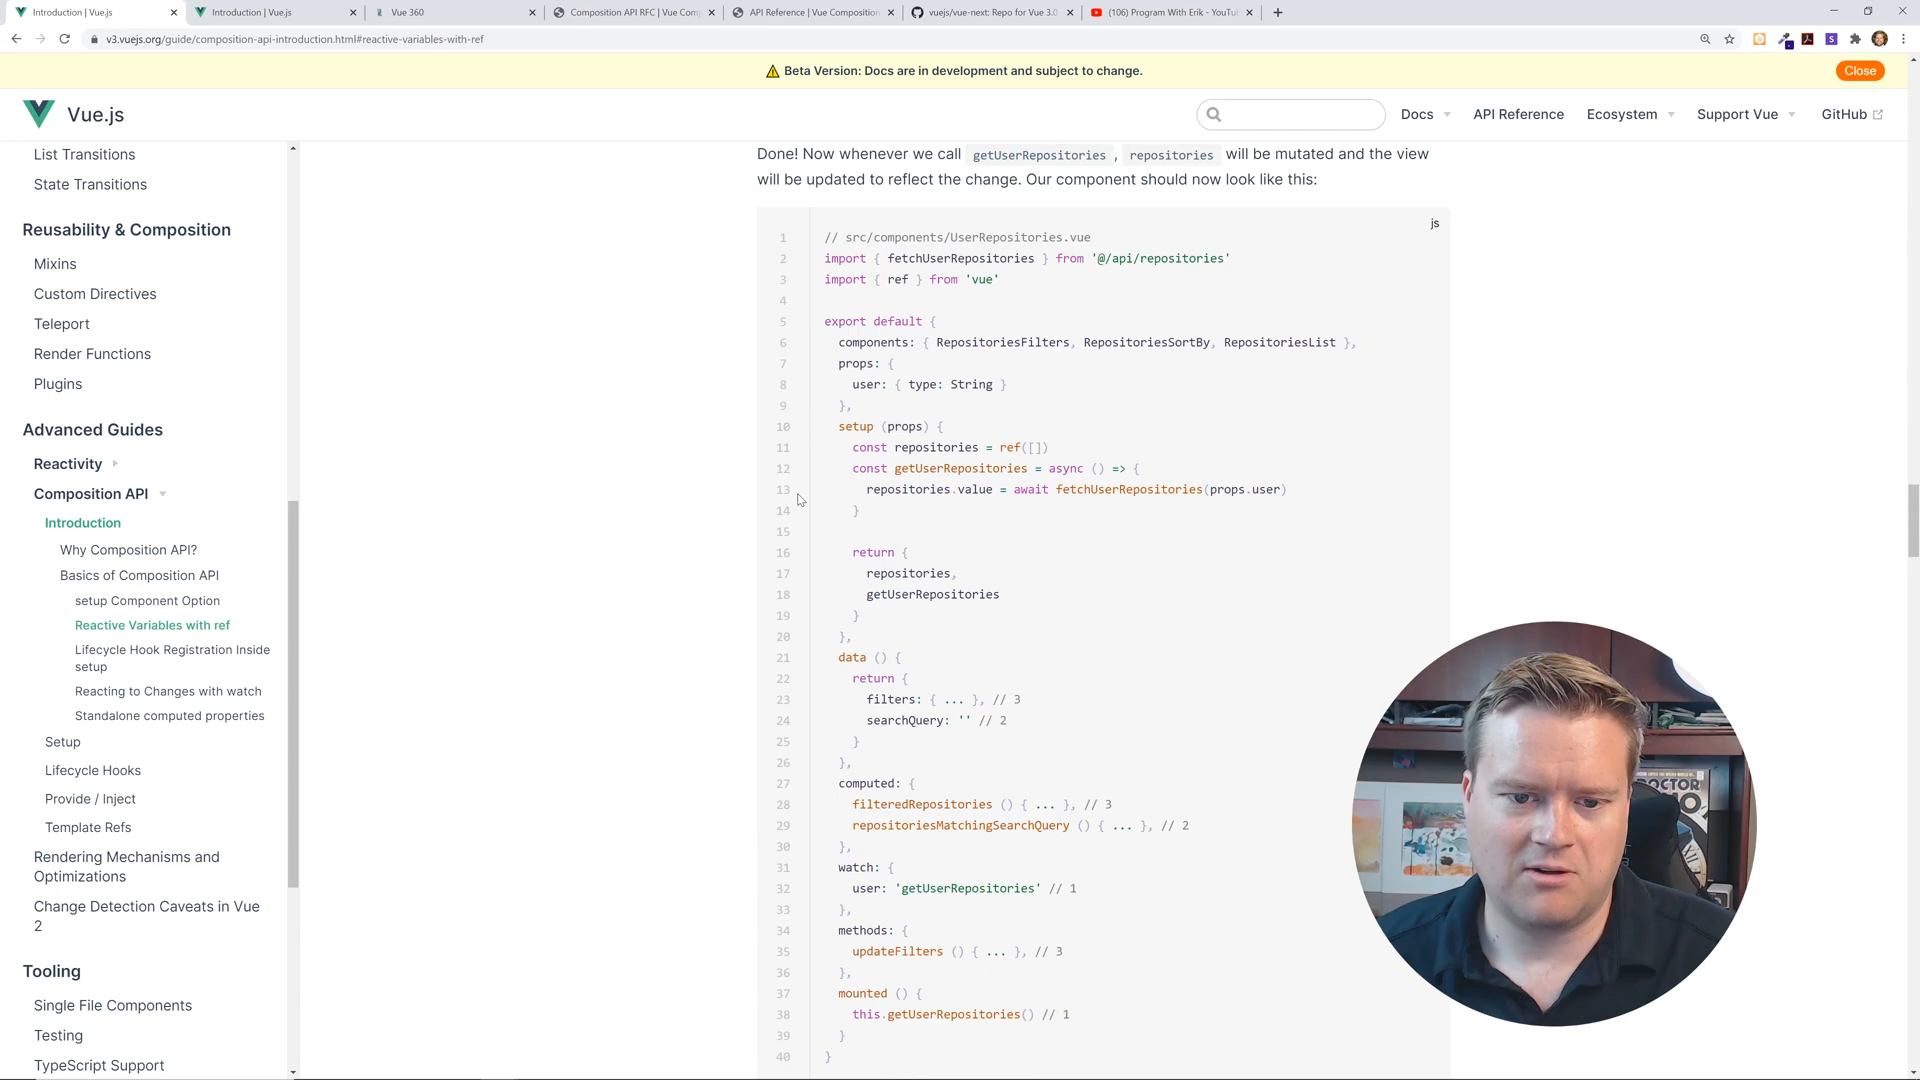 Introduction | Vue.js
Introduction | Vue.js
Vue 360
Composition API RFC | Vue Comp
API Reference | Vue Composition
vuejs/vue-next: Repo for Vue 3.0
(106) Program With Erik - YouTu
v3.vuejs.org/guide/composition-api-introduction.html#reactive-variables-with-ref
Beta Version: Docs are in development and subject to change.
Close
Vue.js
Docs
API Reference
Ecosystem
Support Vue
GitHub
List Transitions
State Transitions
Reusability & Composition
Mixins
Custom Directives
Teleport
Render Functions
Plugins
Advanced Guides
Reactivity
Composition API
Introduction
Why Composition API?
Basics of Composition API
setup Component Option
Reactive Variables with ref
Lifecycle Hook Registration Inside
setup
Reacting to Changes with watch
Standalone computed properties
Setup
Lifecycle Hooks
Provide / Inject
Template Refs
Rendering Mechanisms and
Optimizations
Change Detection Caveats in Vue
2
Tooling
Single File Components
Testing
TypeScript Support
Done! Now whenever we call getUserRepositories , repositories will be mutated and the view
will be updated to reflect the change. Our component should now look like this:
js
1 // src/components/UserRepositories.vue
2 import { fetchUserRepositories } from '@/api/repositories'
3 import { ref } from 'vue'
4
5 export default {
6 components: { RepositoriesFilters, RepositoriesSortBy, RepositoriesList },
7 props: {
8 user: { type: String }
9 },
10 setup (props) {
11 const repositories = ref([])
12 const getUserRepositories = async () => {
13 repositories.value = await fetchUserRepositories(props.user)
14 }
15
16 return {
17 repositories,
18 getUserRepositories
19 }
20 },
21 data () {
22 return {
23 filters: { ... }, // 3
24 searchQuery: '' // 2
25 }
26 },
27 computed: {
28 filteredRepositories () { ... }, // 3
29 repositoriesMatchingSearchQuery () { ... }, // 2
30 },
31 watch: {
32 user: 'getUserRepositories' // 1
33 },
34 methods: {
35 updateFilters () { ... }, // 3
36 },
37 mounted () {
38 this.getUserRepositories() // 1
39 }
40 }
DOCTOR